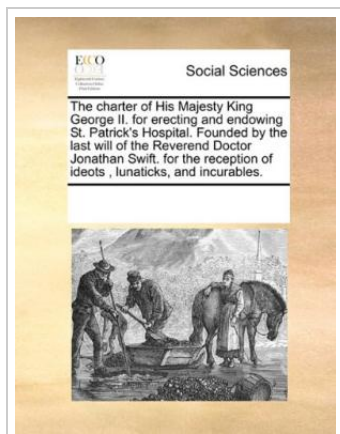 ECCO
Social Sciences
The charter of His Majesty King
George II. for erecting and endowing
St. Patrick's Hospital. Founded by the
last will of the Reverend Doctor
Jonathan Swift. for the reception of
ideots , lunaticks, and incurables.